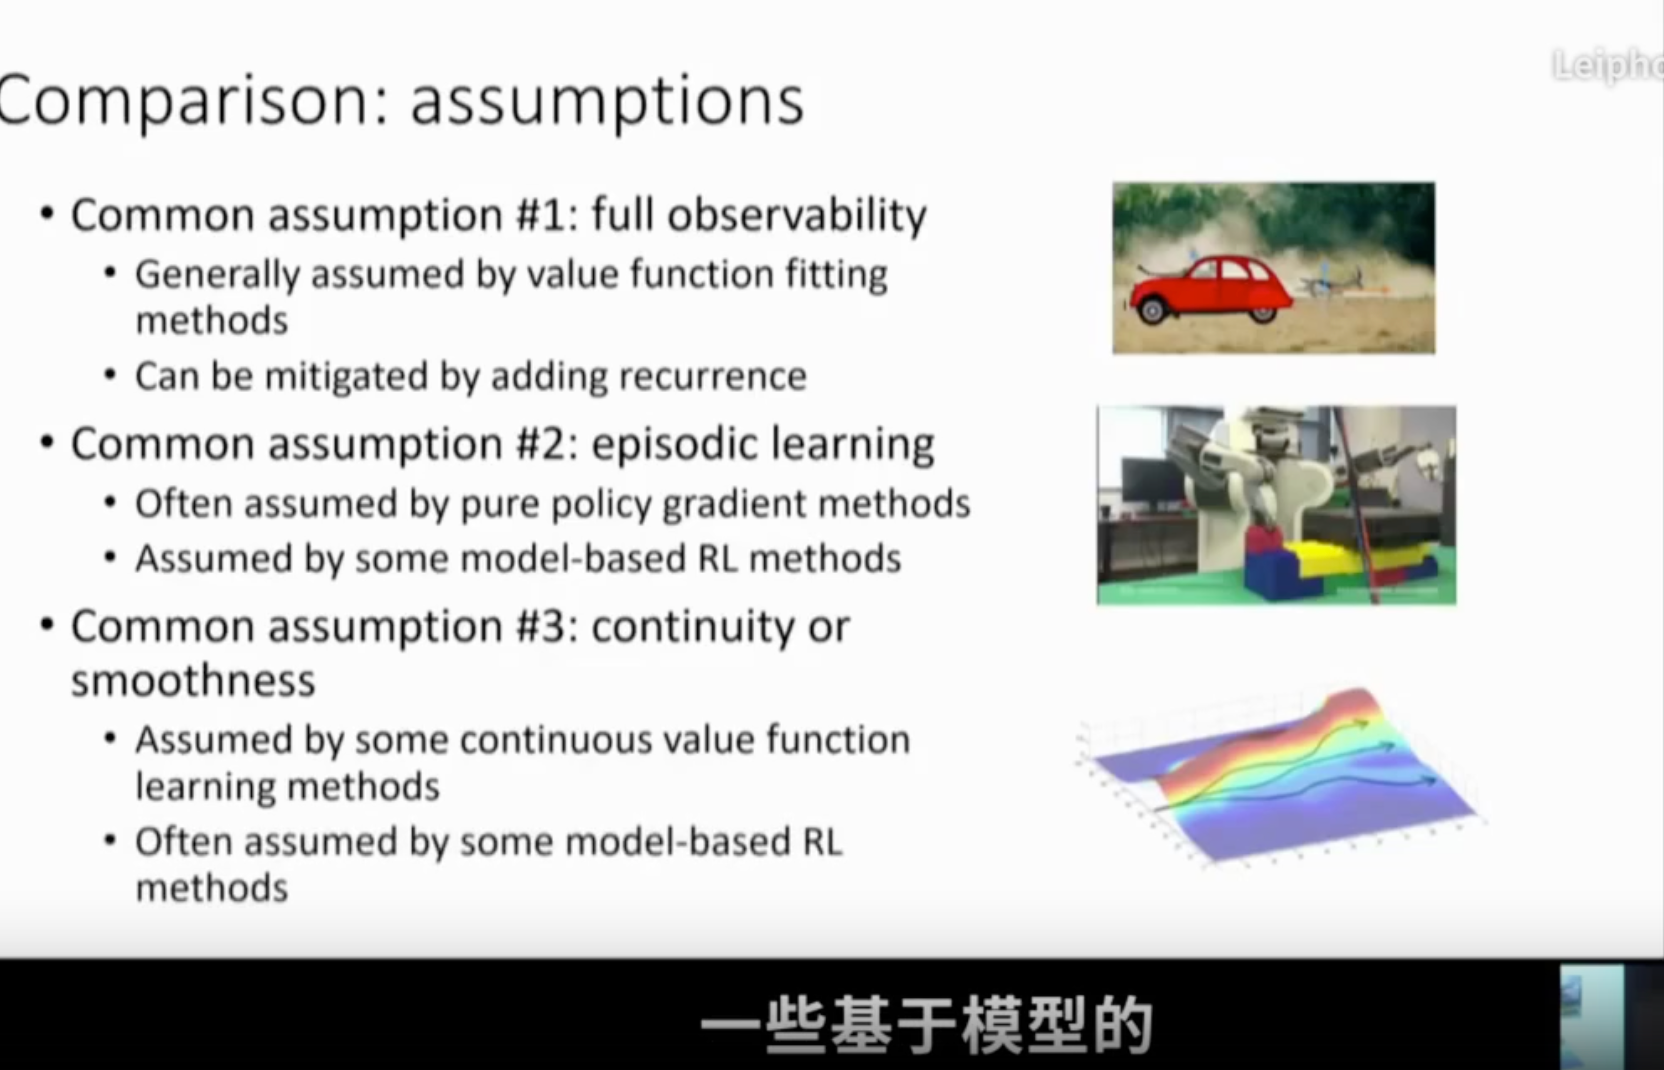 Comparison: assumptions
• Common assumption #1: full observability
• Generally assumed by value function fitting
methods
• Can be mitigated by adding recurrence
• Common assumption #2: episodic learning
• Often assumed by pure policy gradient methods
• Assumed by some model-based RL methods
• Common assumption #3: continuity or
smoothness
• Assumed by some continuous value function
learning methods
• Often assumed by some model-based RL
methods
一些基于模型的